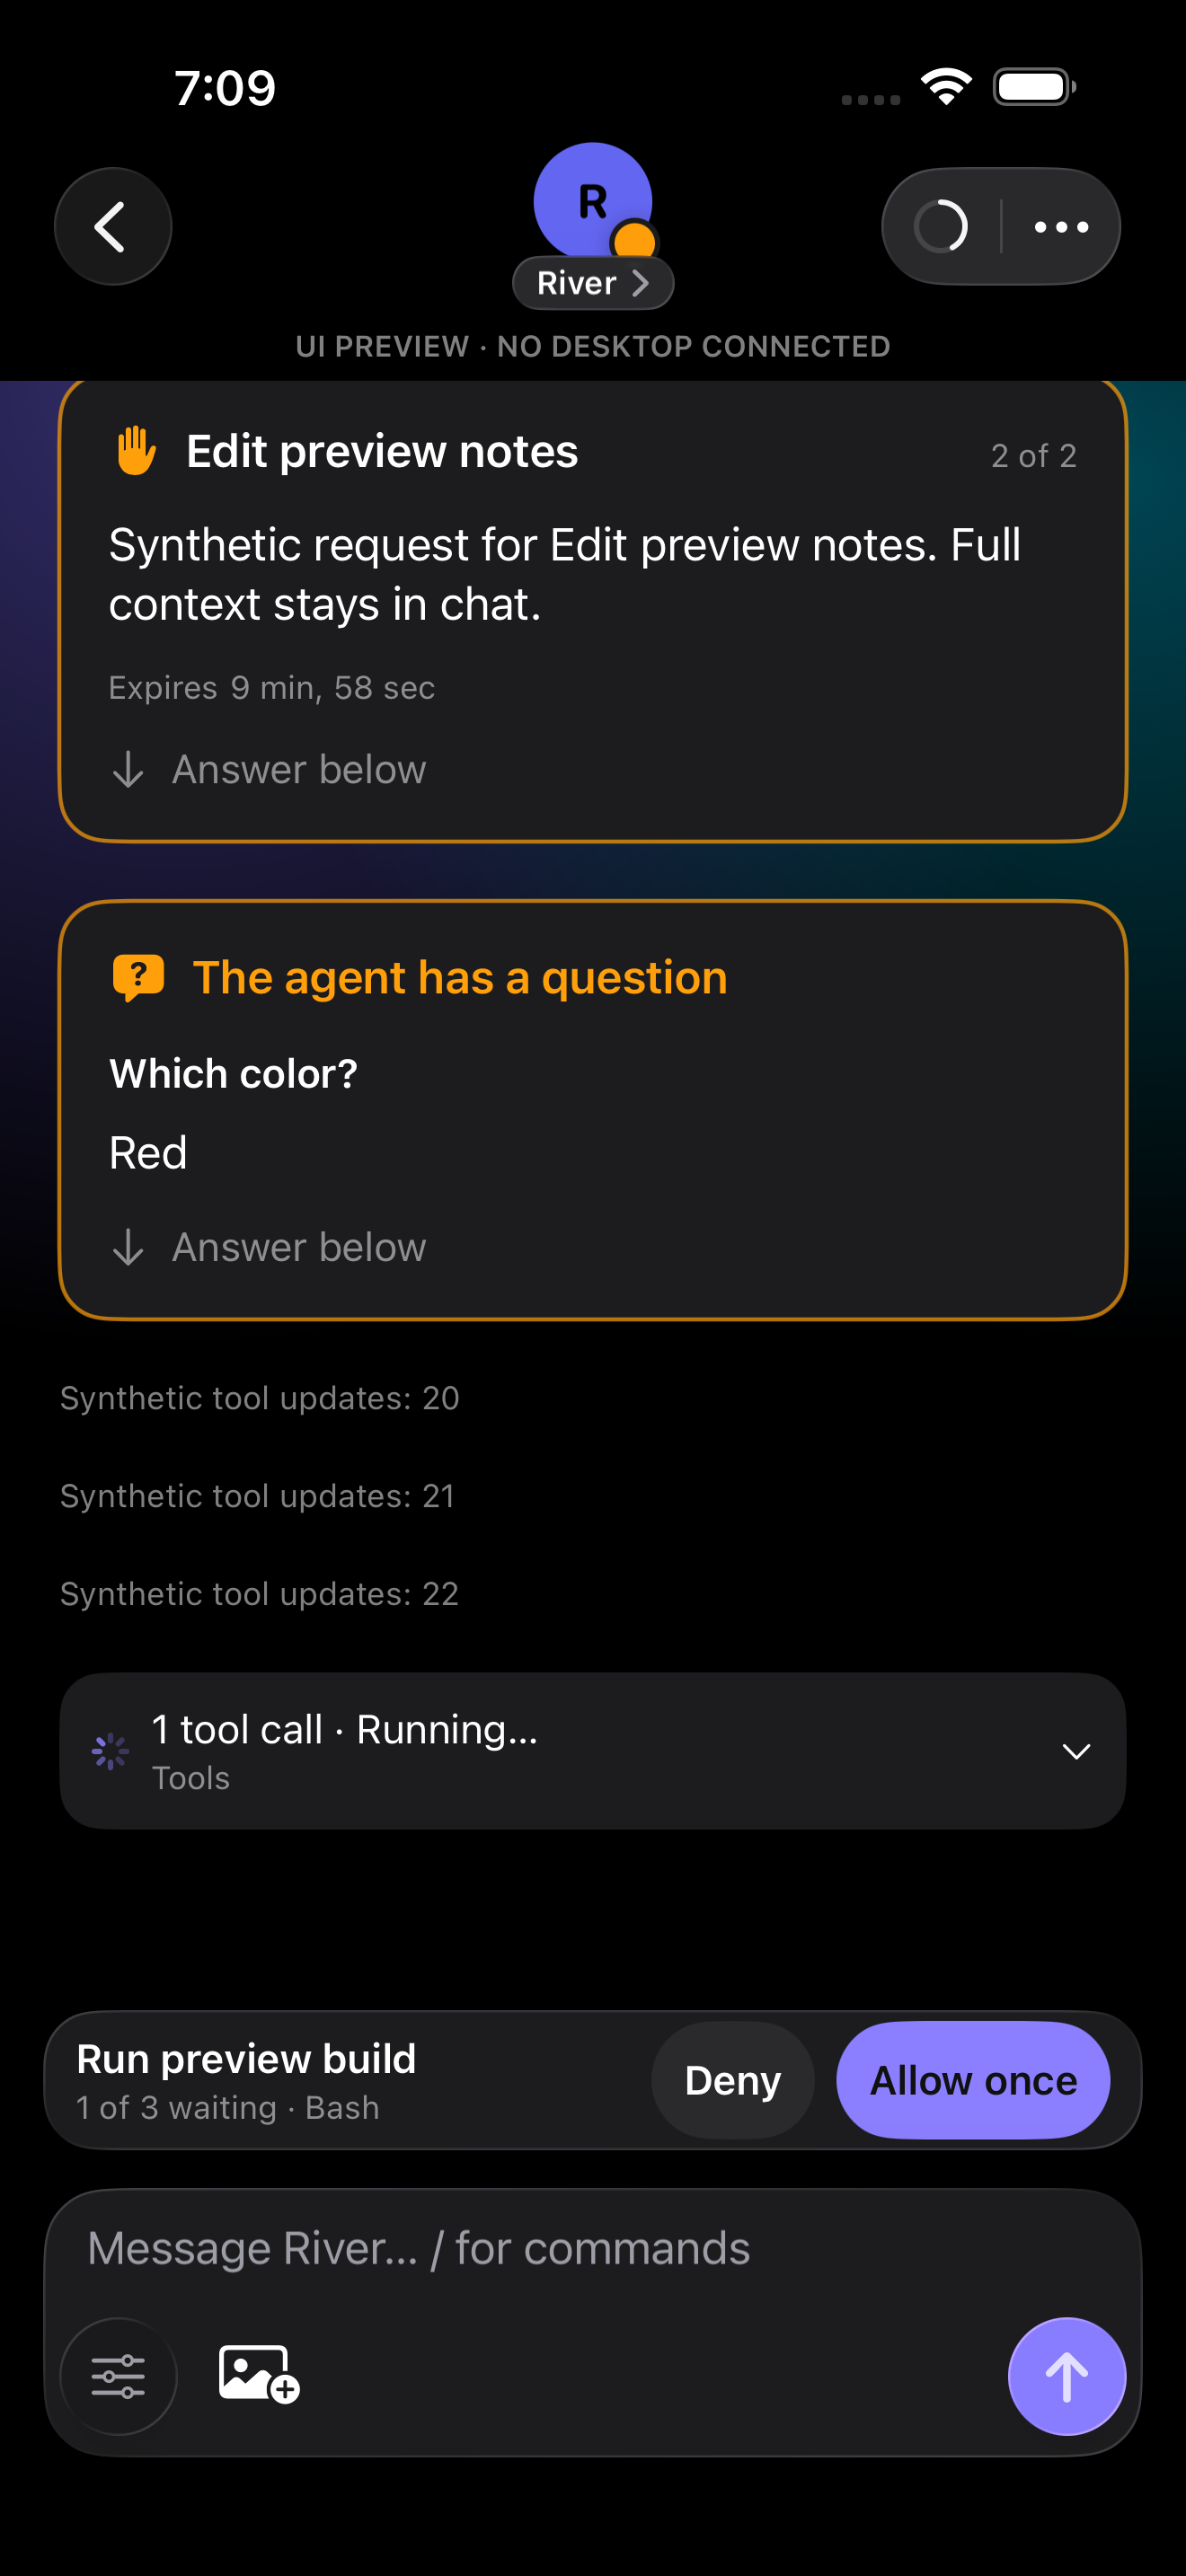 7:09
R
River
UI PREVIEW · NO DESKTOP CONNECTED
Edit preview notes
2 of 2
Synthetic request for Edit preview notes. Full
context stays in chat.
Expires 9 min, 58 sec
Answer below
The agent has a question
Which color?
Red
Answer below
Synthetic tool updates: 20
Synthetic tool updates: 21
Synthetic tool updates: 22
1 tool call · Running...
Tools
Run preview build
1 of 3 waiting · Bash
Deny
Allow once
Message River... / for commands